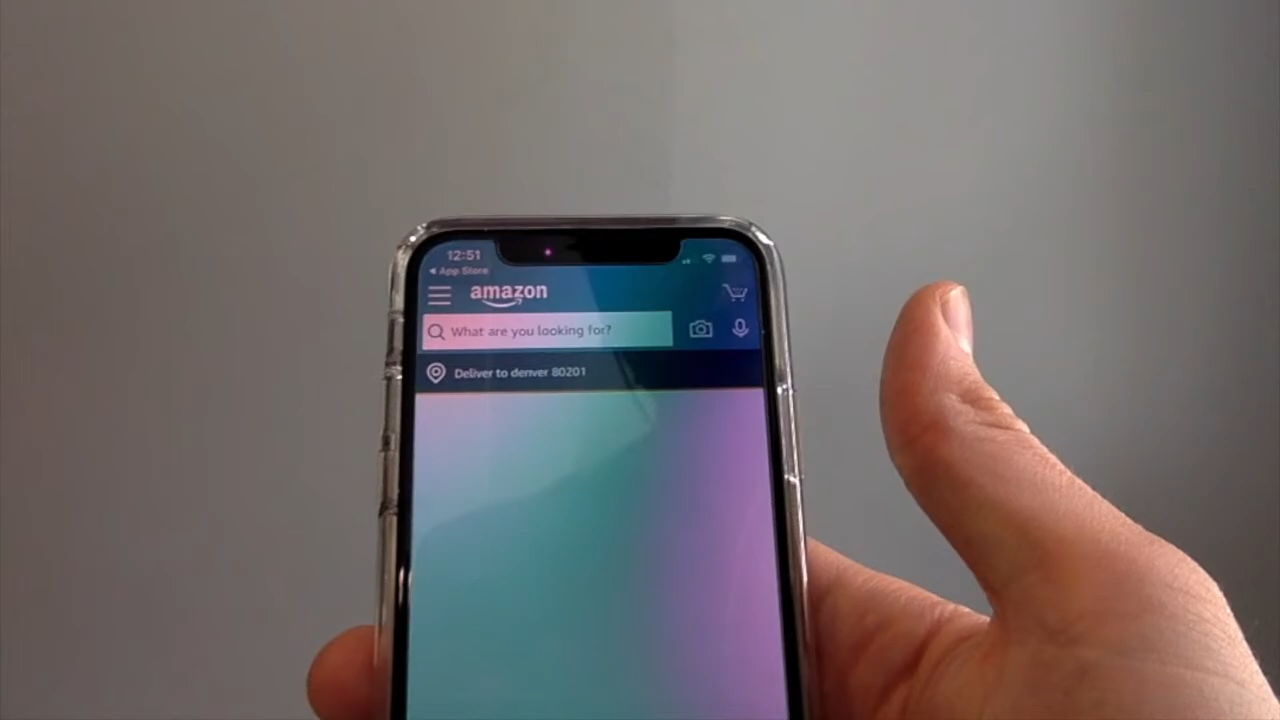 12:51
App Store
amazon
What are you looking for?
Deliver to denver 80201